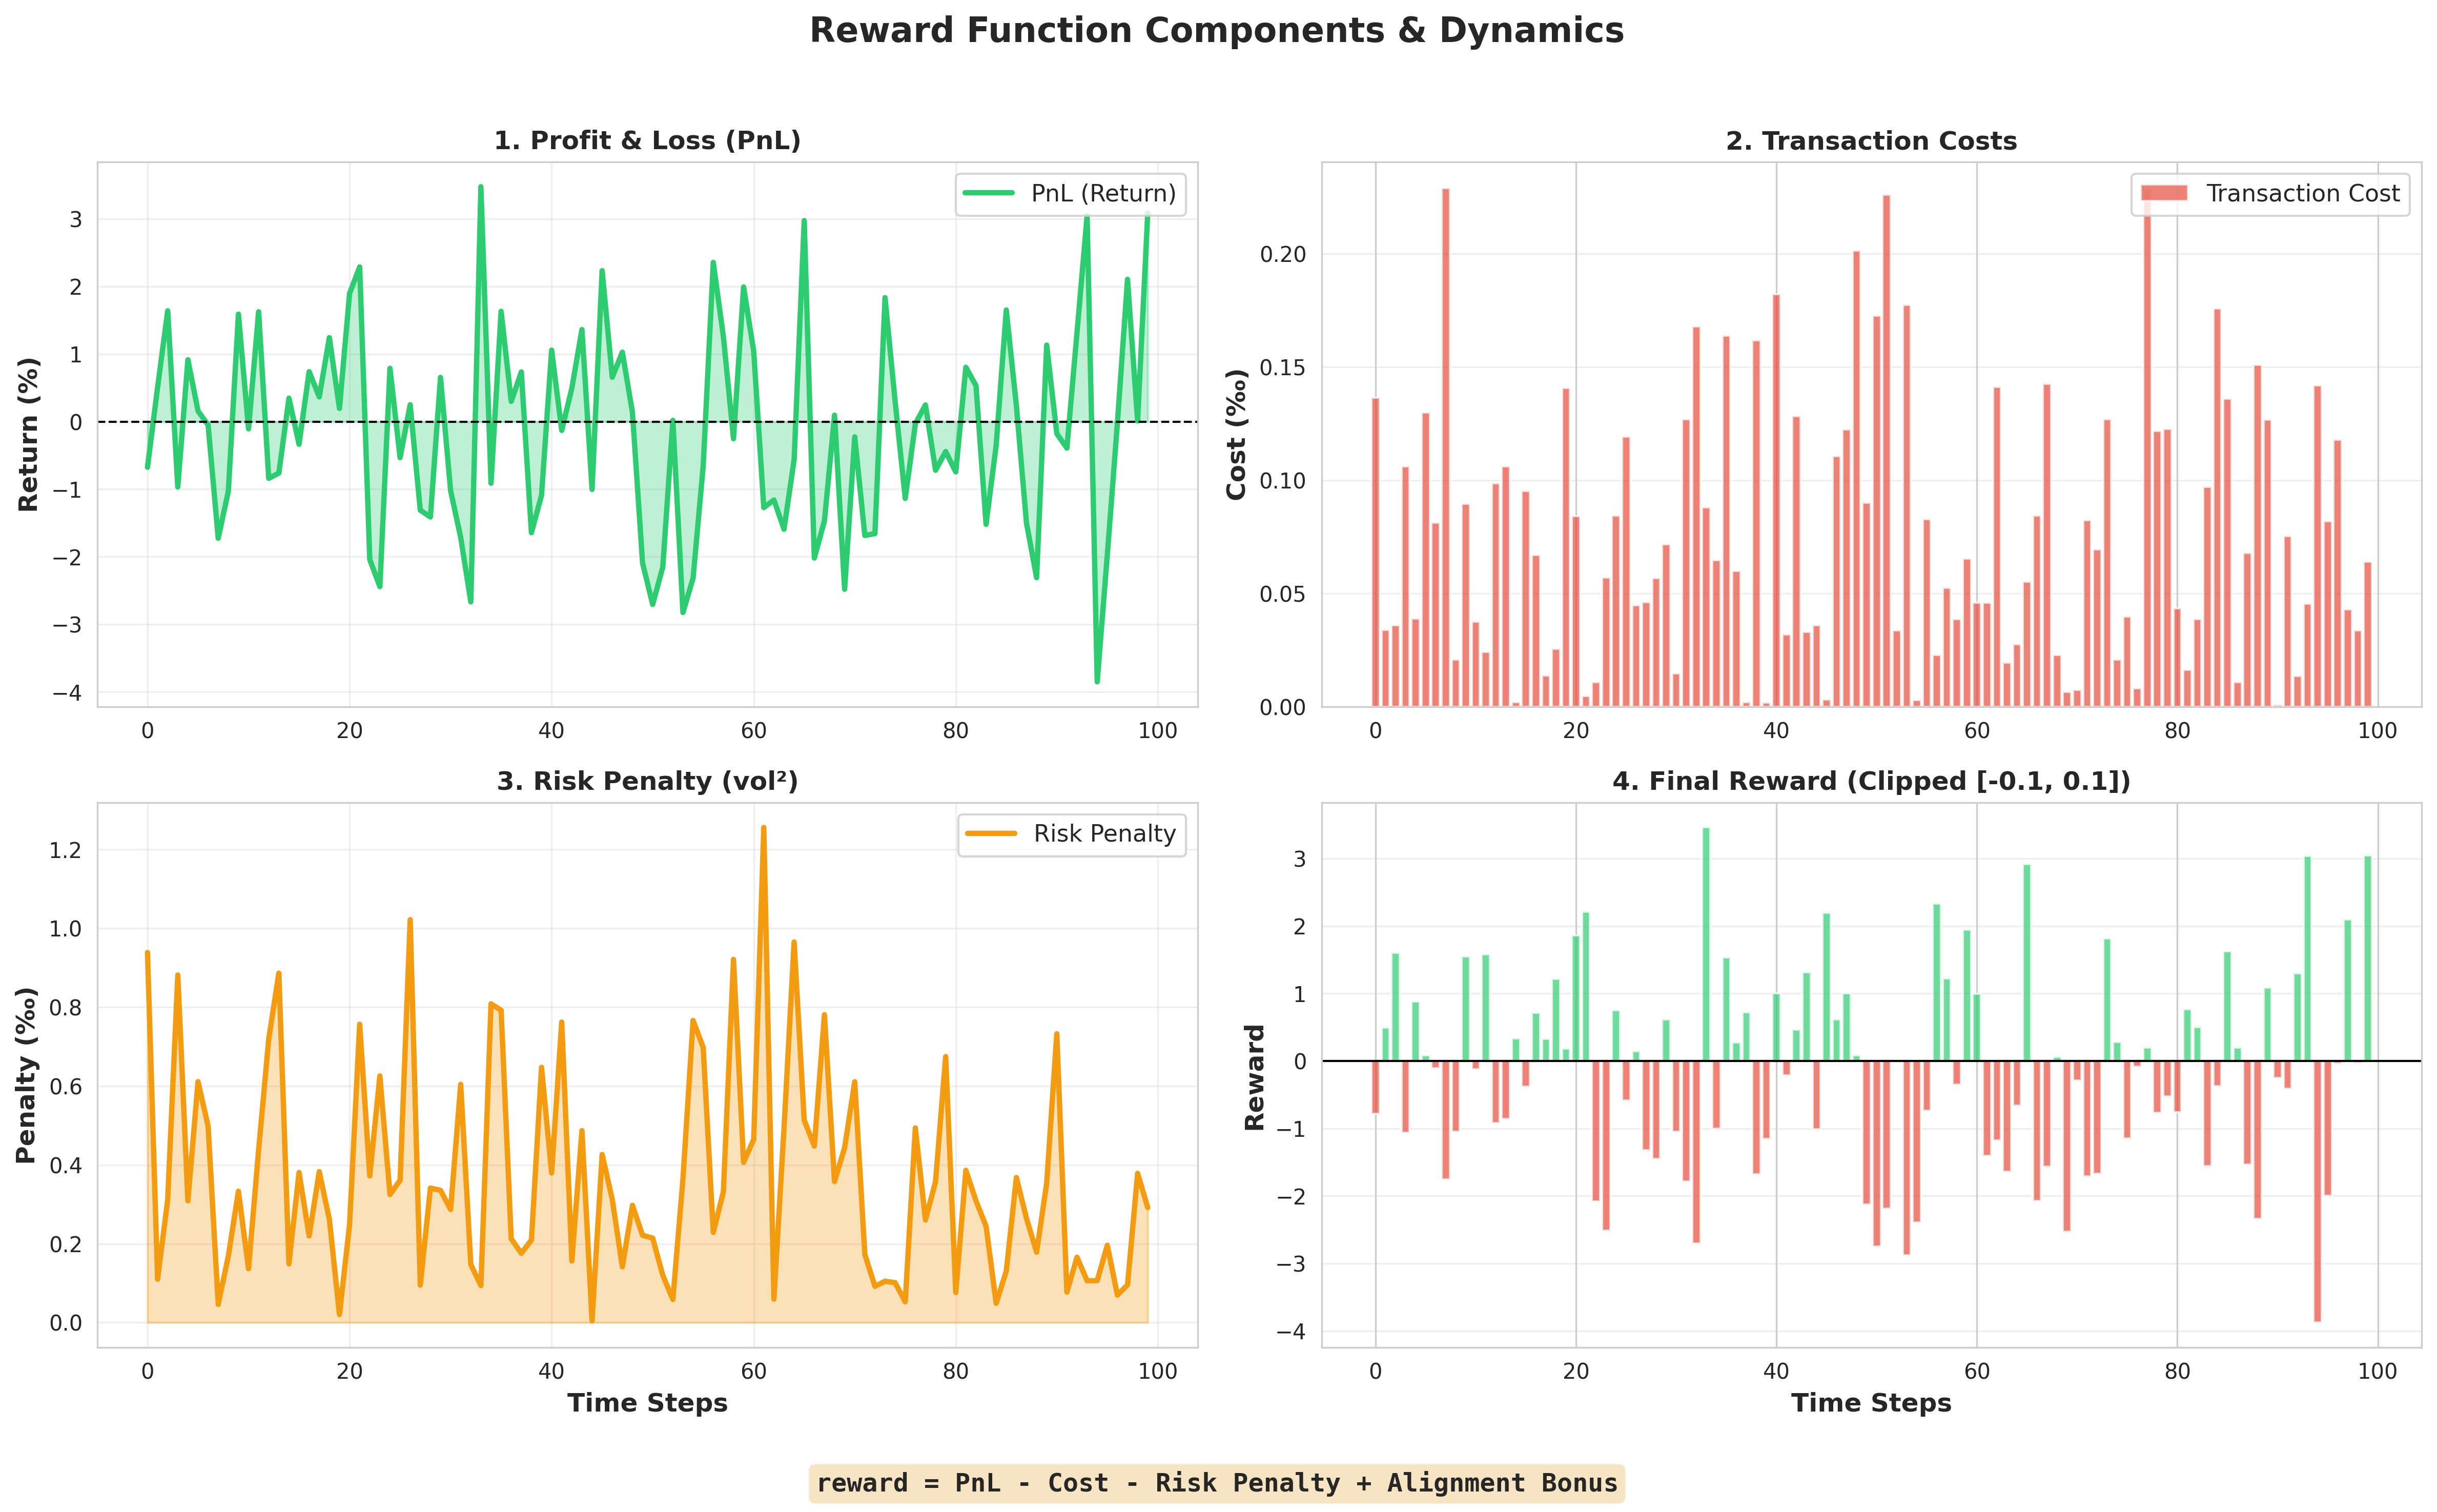 Reward Function Components & Dynamics
1. Profit & Loss (PnL)
PnL (Return)
Return (%)
3
2
1
0
−1
−2
−3
−4
0 20 40 60 80 100
2. Transaction Costs
Transaction Cost
Cost (‰)
0.20
0.15
0.10
0.05
0.00
0 20 40 60 80 100
3. Risk Penalty (vol²)
Risk Penalty
Penalty (‰)
1.2
1.0
0.8
0.6
0.4
0.2
0.0
0 20 40 60 80 100
Time Steps
4. Final Reward (Clipped [-0.1, 0.1])
Reward
3
2
1
0
−1
−2
−3
−4
0 20 40 60 80 100
Time Steps
reward = PnL - Cost - Risk Penalty + Alignment Bonus